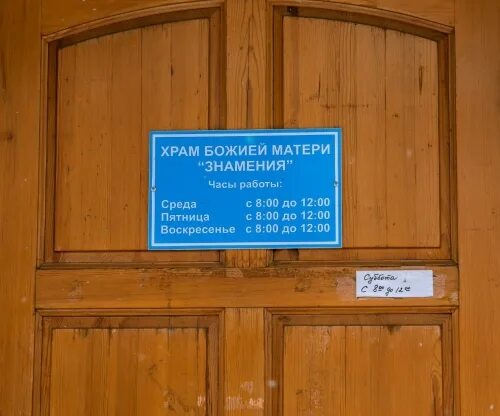 ХРАМ БОЖИЕЙ МАТЕРИ
"ЗНАМЕНИЯ"
Часы работы:
Среда с 8:00 до 12:00
Пятница с 8:00 до 12:00
Воскресенье с 8:00 до 12:00
Суббота
с 8°° до 12°°